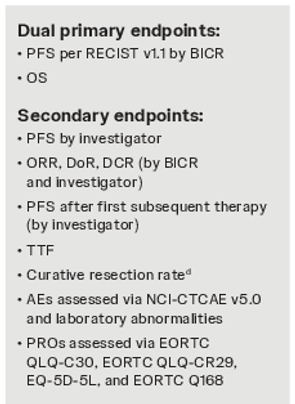 Dual primary endpoints:
• PFS per RECIST v1.1 by BICR
• OS
Secondary endpoints:
• PFS by investigator
• ORR, DoR, DCR (by BICR
and investigator)
• PFS after first subsequent therapy
(by investigator)
• TTF
• Curative resection rateᵈ
• AEs assessed via NCI-CTCAE v5.0
and laboratory abnormalities
• PROs assessed via EORTC
QLQ-C30, EORTC QLQ-CR29,
EQ-5D-5L, and EORTC Q168